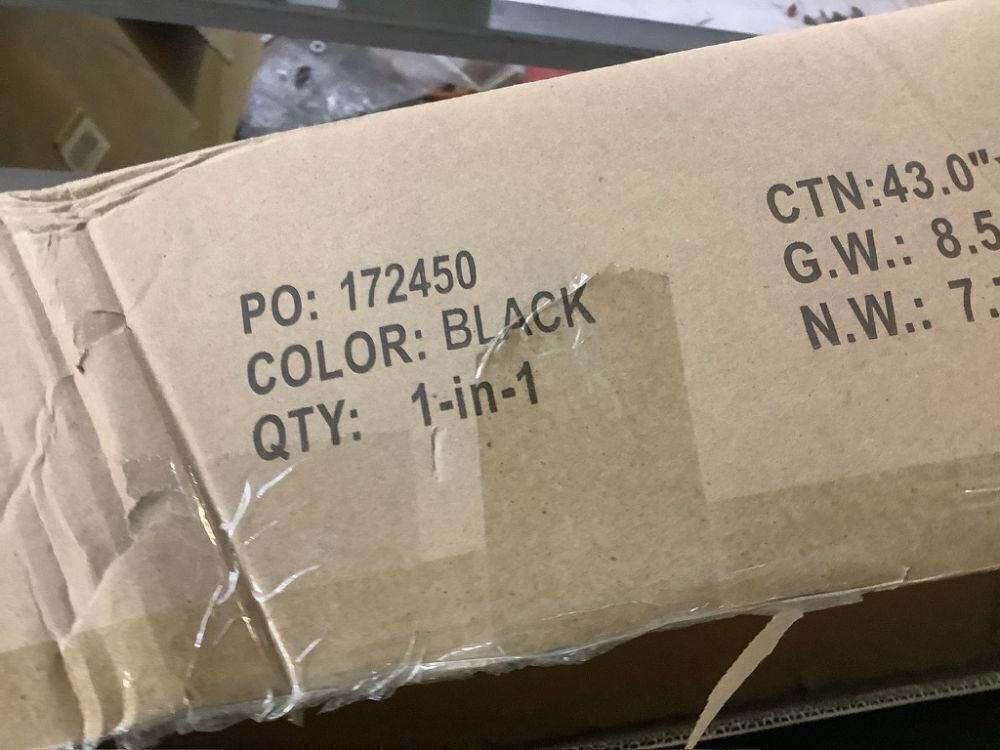 PO: 172450
COLOR: BLACK
QTY: 1-in-1
CTN:43.0"
G.W.: 8.5
N.W.: 7.